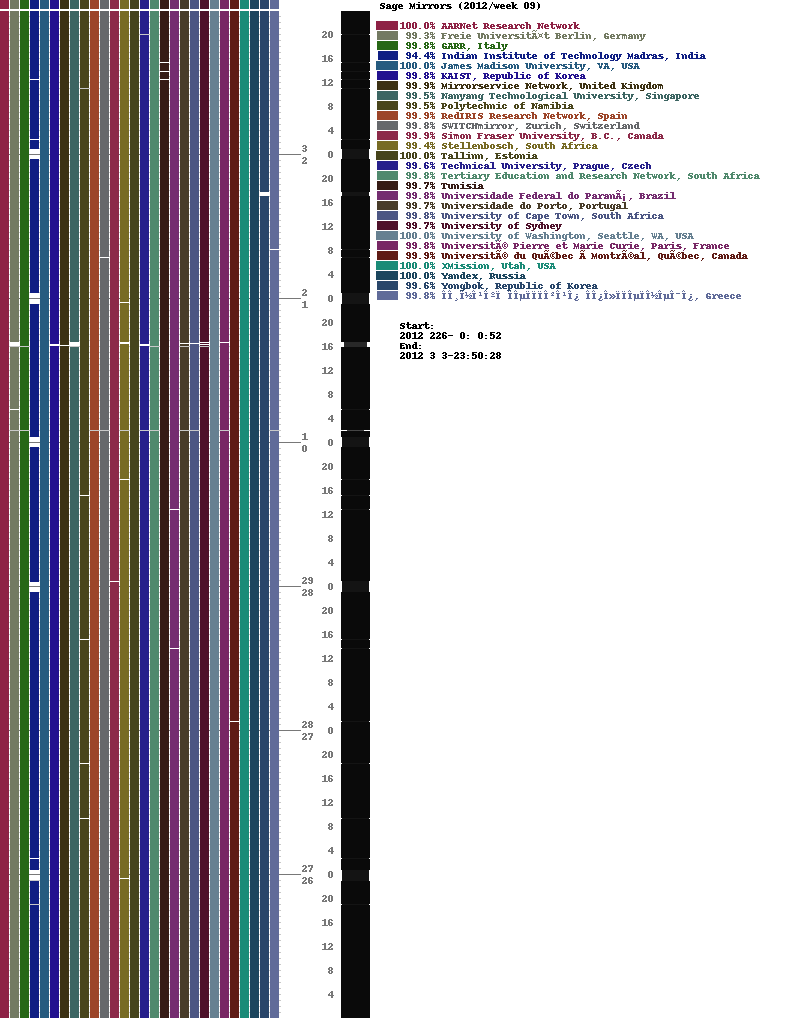 Sage Mirrors (2012/week 09)
100.0% AARNet Research Network
99.3% Freie UniversitÃ¤t Berlin, Germany
99.8% GARR, Italy
94.4% Indian Institute of Technology Madras, India
100.0% James Madison University, VA, USA
99.8% KAIST, Republic of Korea
99.9% Mirrorservice Network, United Kingdom
99.5% Nanyang Technological University, Singapore
99.5% Polytechnic of Namibia
99.9% RedIRIS Research Network, Spain
99.8% SWITCHmirror, Zurich, Switzerland
99.9% Simon Fraser University, B.C., Canada
99.4% Stellenbosch, South Africa
100.0% Tallinn, Estonia
99.6% Technical University, Prague, Czech
99.8% Tertiary Education and Research Network, South Africa
99.7% Tunisia
99.8% Universidade Federal do ParanÃ¡, Brazil
99.7% Universidade do Porto, Portugal
99.8% University of Cape Town, South Africa
99.7% University of Sydney
100.0% University of Washington, Seattle, WA, USA
99.8% UniversitÃ© Pierre et Marie Curie, Paris, France
99.9% UniversitÃ© du QuÃ©bec Ã MontrÃ©al, QuÃ©bec, Canada
100.0% XMission, Utah, USA
100.0% Yandex, Russia
99.6% Yongbok, Republic of Korea
99.8% , Greece
Start:
2012 226- 0: 0:52
End:
2012 3 3-23:50:28
20
16
12
8
4
3 0
2
20
16
12
8
4
2 0
1
20
16
12
8
4
1 0
0
20
16
12
8
4
29 0
28
20
16
12
8
4
28 0
27
20
16
12
8
4
27 0
26
20
16
12
8
4